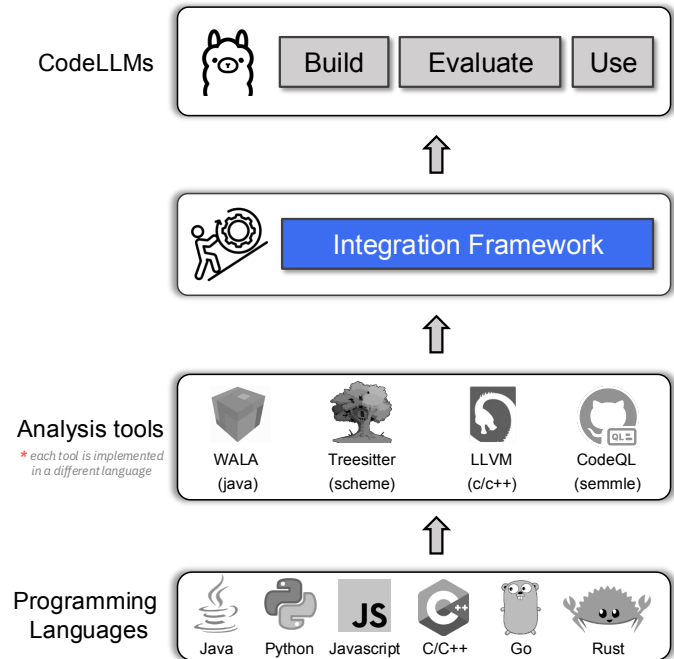 CodeLLMs
Build Evaluate Use
Integration Framework
Analysis tools
* each tool is implemented
in a different language
WALA Treesitter LLVM CodeQL
(java) (scheme) (c/c++) (semmle)
QL
Programming
Languages
JS
C++
Java Python Javascript C/C++ Go Rust